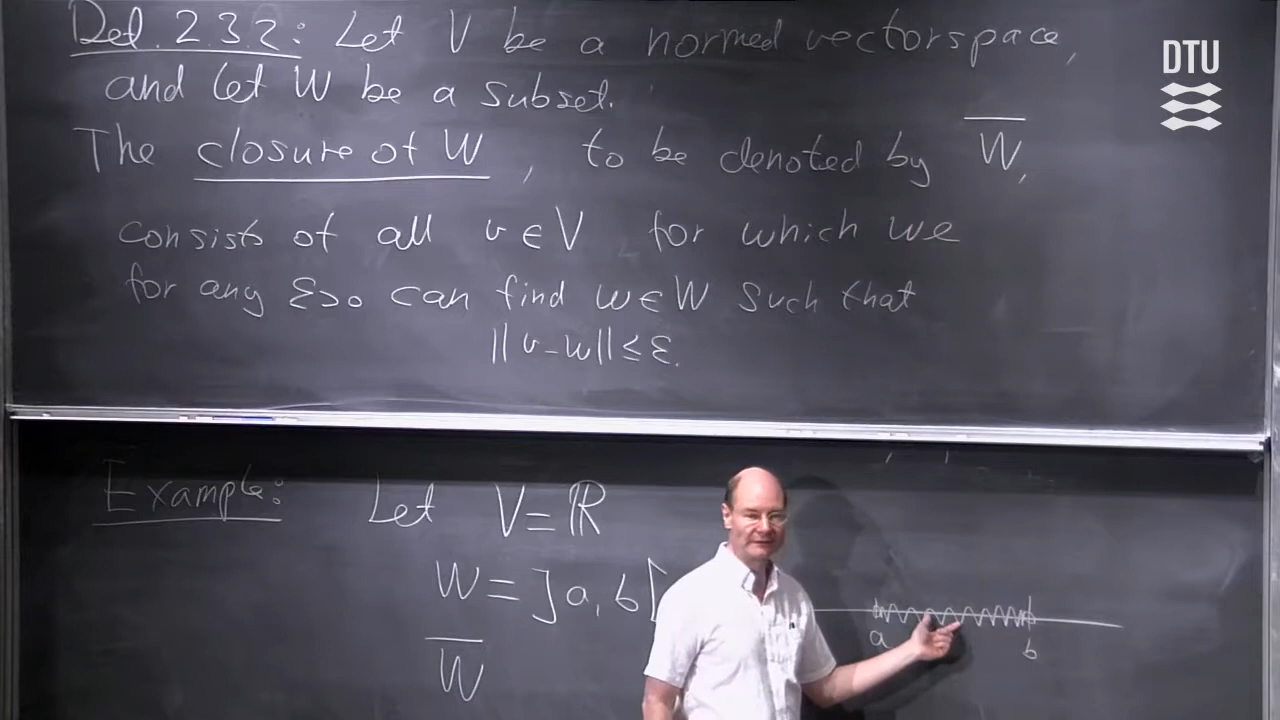 Def. 2.3.2: Let V be a normed vectorspace,
and let W be a subset.
The closure of W, to be denoted by W̅,
consists of all v ∈ V for which we
for any ε>0 can find w ∈ W such that
||v-w|| ≤ ε.
DTU
Example: Let V = ℝ
W = ]a, b[
W̅
a b